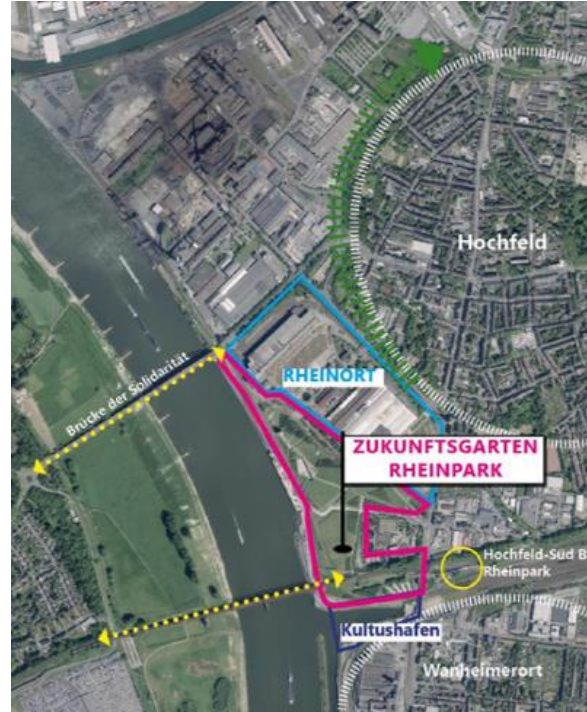 Hochfeld
Brücke der Solidarität
RHEINORT
ZUKUNFTSGARTEN
RHEINPARK
Hochfeld-Süd B
Rheinpark
Kultushafen
Wanheimerort